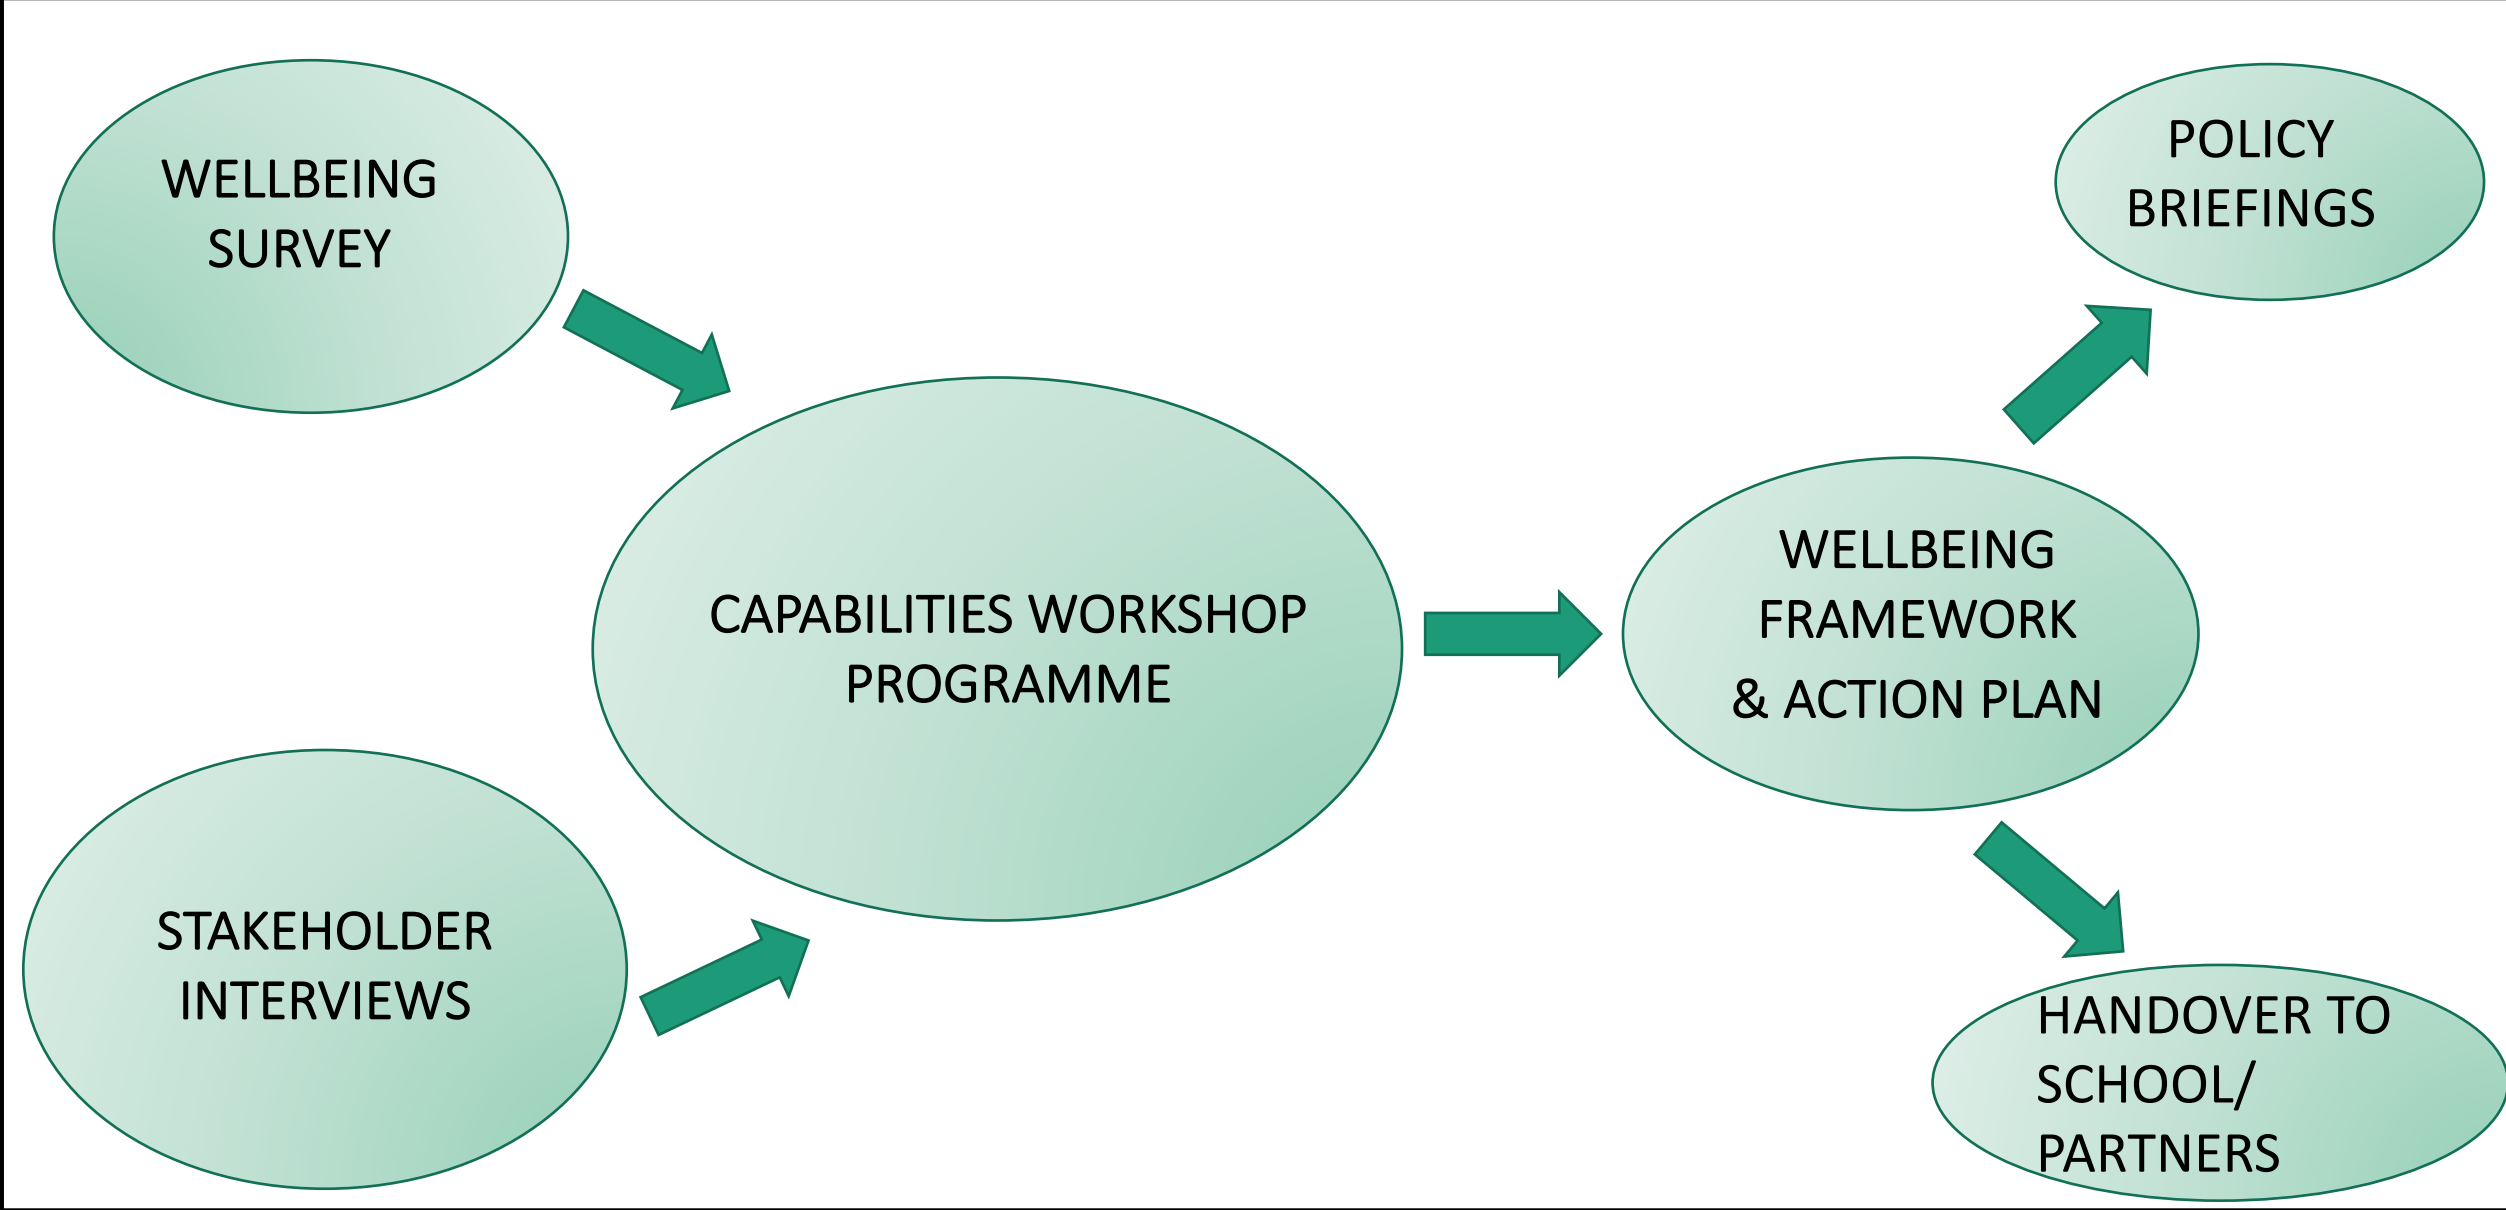 WELLBEING
SURVEY
STAKEHOLDER
INTERVIEWS
CAPABILITIES WORKSHOP
PROGRAMME
WELLBEING
FRAMEWORK
& ACTION PLAN
POLICY
BRIEFINGS
HANDOVER TO
SCHOOL/
PARTNERS